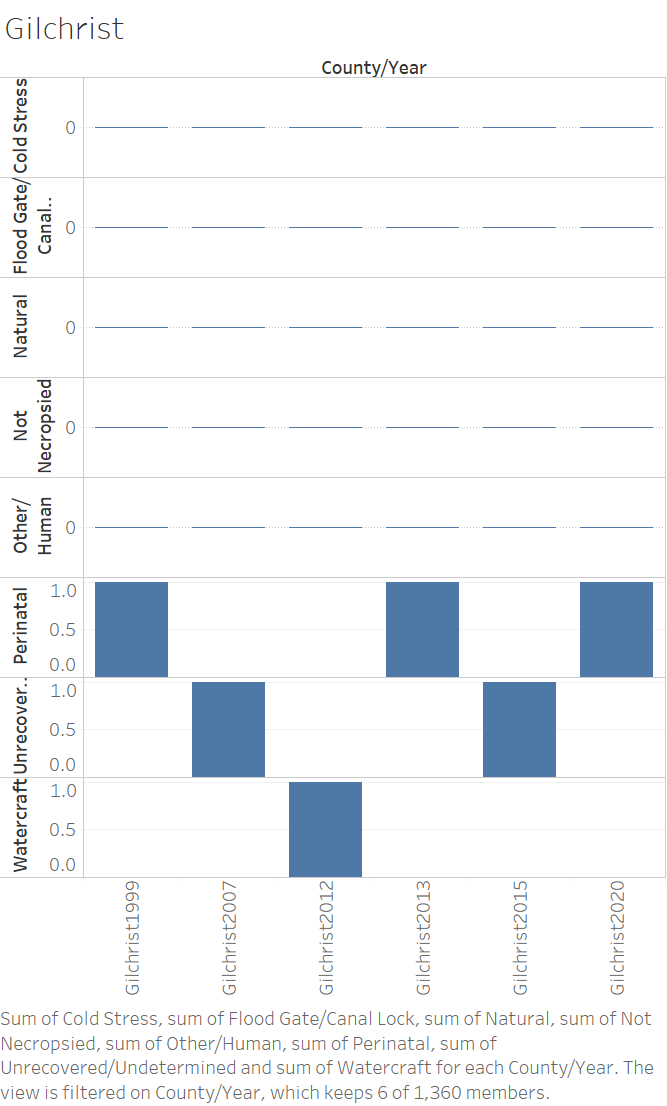 Gilchrist
County/Year
Cold Stress
0
Flood Gate/
Canal..
0
Natural
0
Not
Necropsied
0
Other/
Human
0
Perinatal
1.0
0.5
0.0
Unrecover..
1.0
0.5
0.0
Watercraft
1.0
0.5
0.0
Gilchrist1999
Gilchrist2007
Gilchrist2012
Gilchrist2013
Gilchrist2015
Gilchrist2020
Sum of Cold Stress, sum of Flood Gate/Canal Lock, sum of Natural, sum of Not
Necropsied, sum of Other/Human, sum of Perinatal, sum of
Unrecovered/Undetermined and sum of Watercraft for each County/Year. The
view is filtered on County/Year, which keeps 6 of 1,360 members.